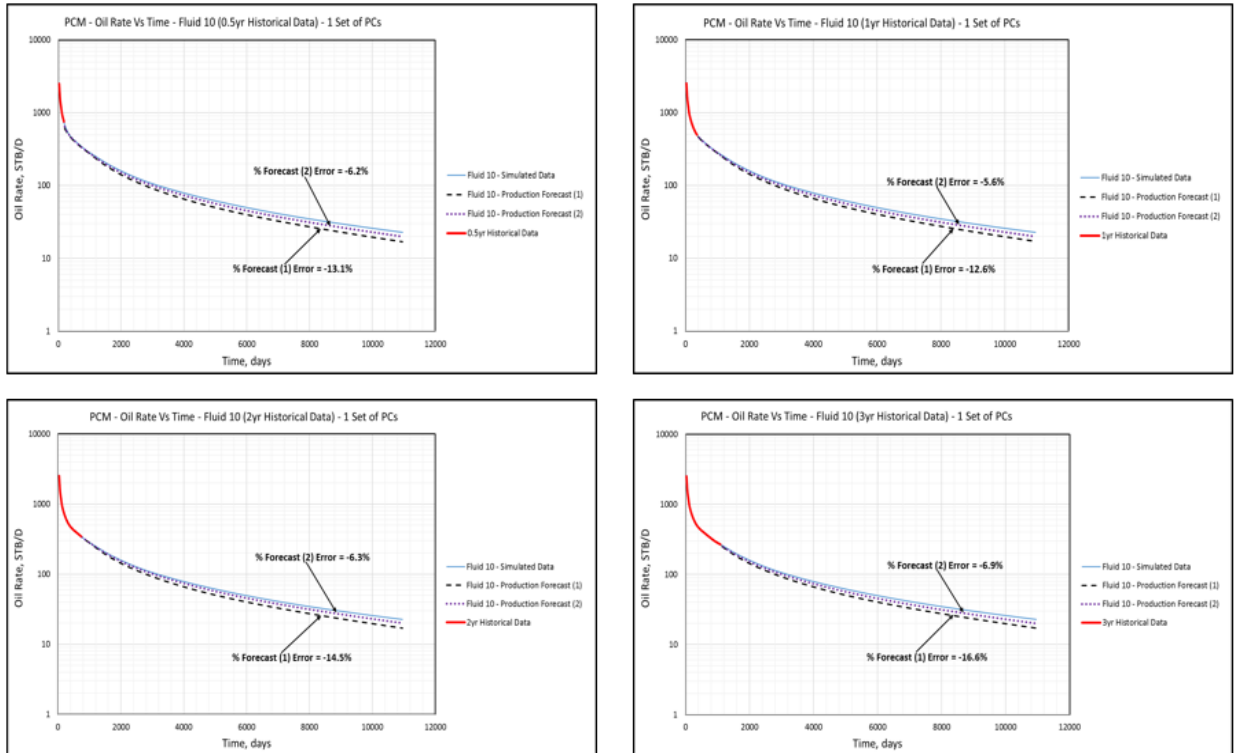 PCM - Oil Rate Vs Time - Fluid 10 (0.5yr Historical Data) - 1 Set of PCs
10000
1000
100
10
1
Oil Rate, STB/D
% Forecast (2) Error = -6.2%
% Forecast (1) Error = -13.1%
0 2000 4000 6000 8000 10000 12000
Time, days
Fluid 10 - Simulated Data
Fluid 10 - Production Forecast (1)
Fluid 10 - Production Forecast (2)
0.5yr Historical Data
PCM - Oil Rate Vs Time - Fluid 10 (1yr Historical Data) - 1 Set of PCs
10000
1000
100
10
1
Oil Rate, STB/D
% Forecast (2) Error = -5.6%
% Forecast (1) Error = -12.6%
0 2000 4000 6000 8000 10000 12000
Time, days
Fluid 10 - Simulated Data
Fluid 10 - Production Forecast (1)
Fluid 10 - Production Forecast (2)
1yr Historical Data
PCM - Oil Rate Vs Time - Fluid 10 (2yr Historical Data) - 1 Set of PCs
10000
1000
100
10
1
Oil Rate, STB/D
% Forecast (2) Error = -6.3%
% Forecast (1) Error = -14.5%
0 2000 4000 6000 8000 10000 12000
Time, days
Fluid 10 - Simulated Data
Fluid 10 - Production Forecast (1)
Fluid 10 - Production Forecast (2)
2yr Historical Data
PCM - Oil Rate Vs Time - Fluid 10 (3yr Historical Data) - 1 Set of PCs
10000
1000
100
10
1
Oil Rate, STB/D
% Forecast (2) Error = -6.9%
% Forecast (1) Error = -16.6%
0 2000 4000 6000 8000 10000 12000
Time, days
Fluid 10 - Simulated Data
Fluid 10 - Production Forecast (1)
Fluid 10 - Production Forecast (2)
3yr Historical Data